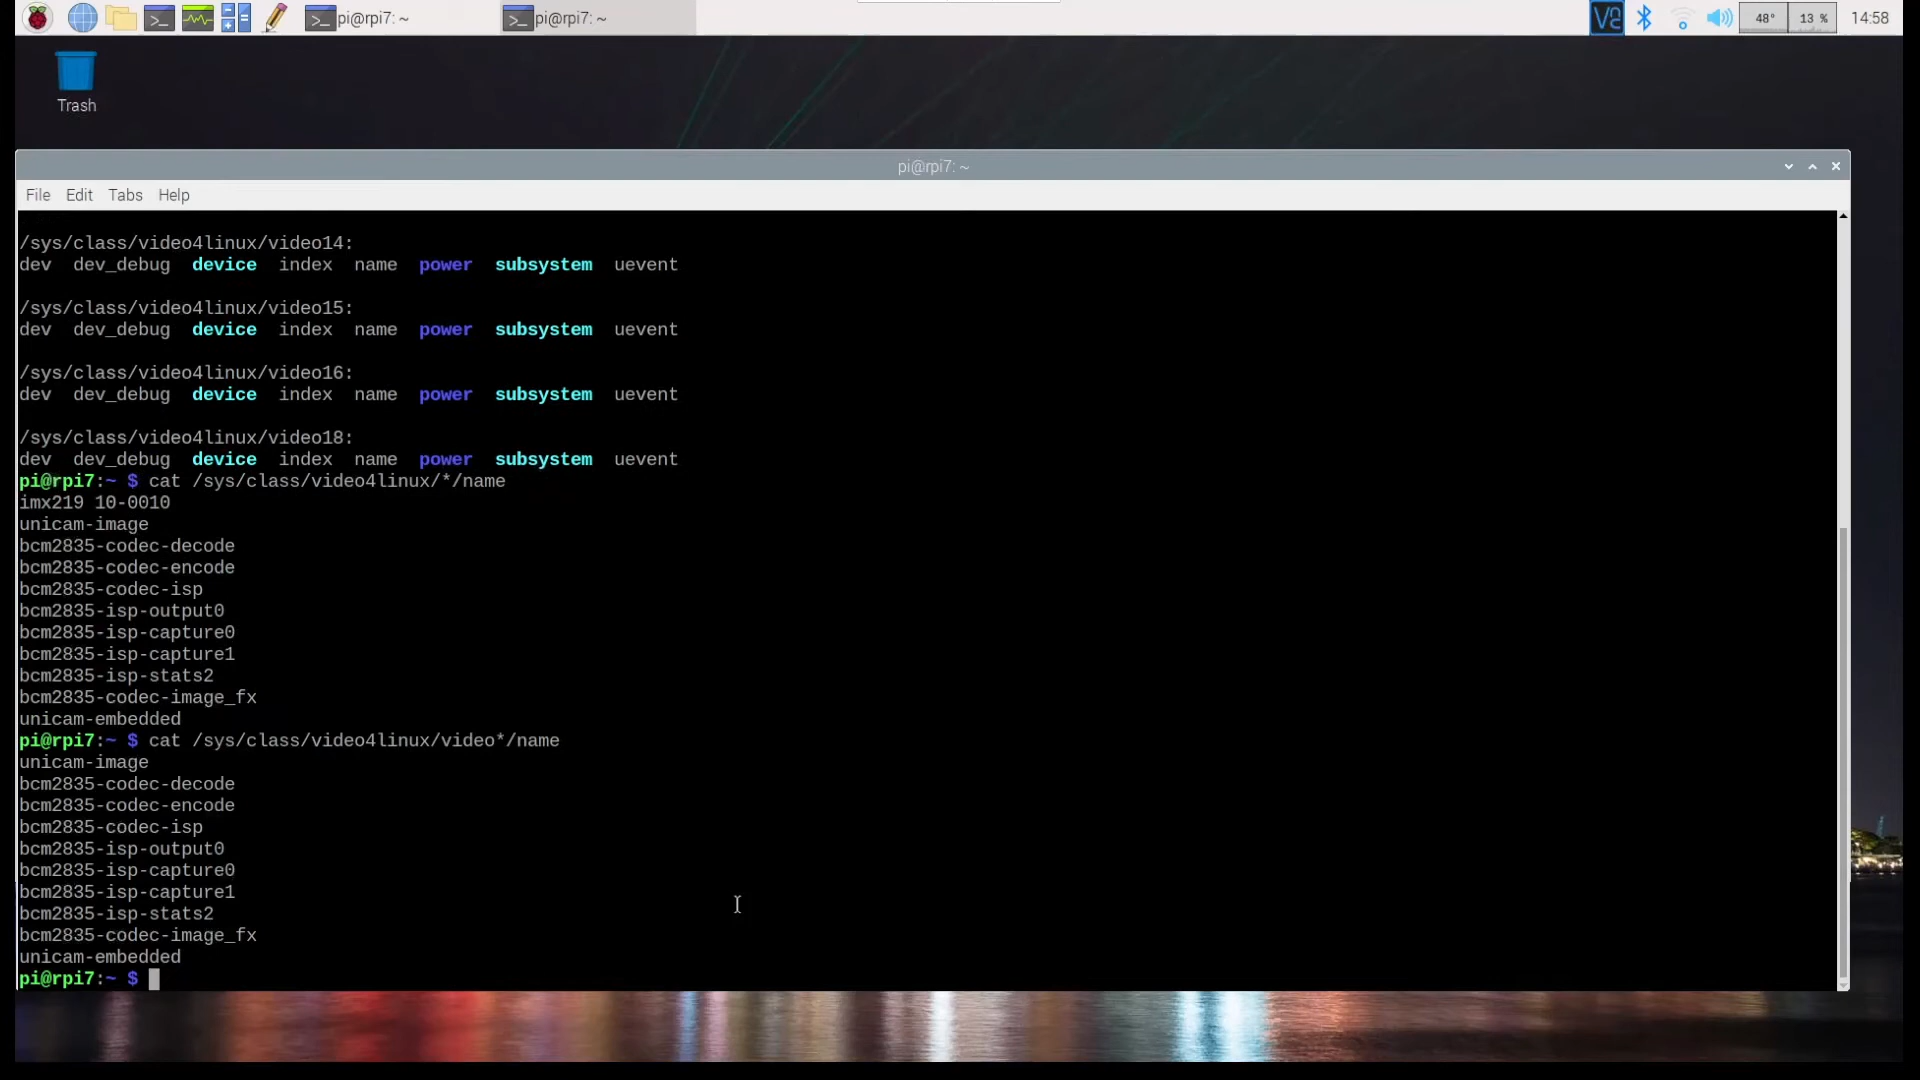 pi@rpi7: ~ pi@rpi7: ~ 48° 13 % 14:58
Trash
pi@rpi7: ~
File Edit Tabs Help
/sys/class/video4linux/video14:
dev dev_debug device index name power subsystem uevent
/sys/class/video4linux/video15:
dev dev_debug device index name power subsystem uevent
/sys/class/video4linux/video16:
dev dev_debug device index name power subsystem uevent
/sys/class/video4linux/video18:
dev dev_debug device index name power subsystem uevent
pi@rpi7:~ $ cat /sys/class/video4linux/*/name
imx219 10-0010
unicam-image
bcm2835-codec-decode
bcm2835-codec-encode
bcm2835-codec-isp
bcm2835-isp-output0
bcm2835-isp-capture0
bcm2835-isp-capture1
bcm2835-isp-stats2
bcm2835-codec-image_fx
unicam-embedded
pi@rpi7:~ $ cat /sys/class/video4linux/video*/name
unicam-image
bcm2835-codec-decode
bcm2835-codec-encode
bcm2835-codec-isp
bcm2835-isp-output0
bcm2835-isp-capture0
bcm2835-isp-capture1
bcm2835-isp-stats2
bcm2835-codec-image_fx
unicam-embedded
pi@rpi7:~ $